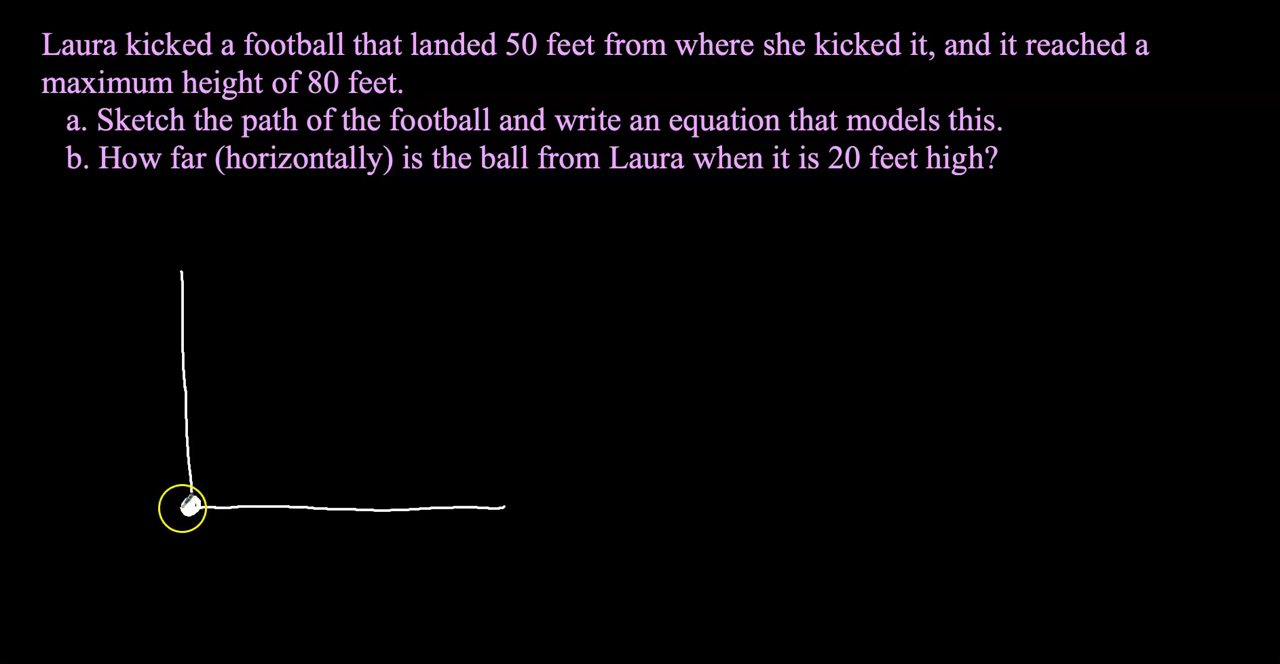 Laura kicked a football that landed 50 feet from where she kicked it, and it reached a
maximum height of 80 feet.
a. Sketch the path of the football and write an equation that models this.
b. How far (horizontally) is the ball from Laura when it is 20 feet high?